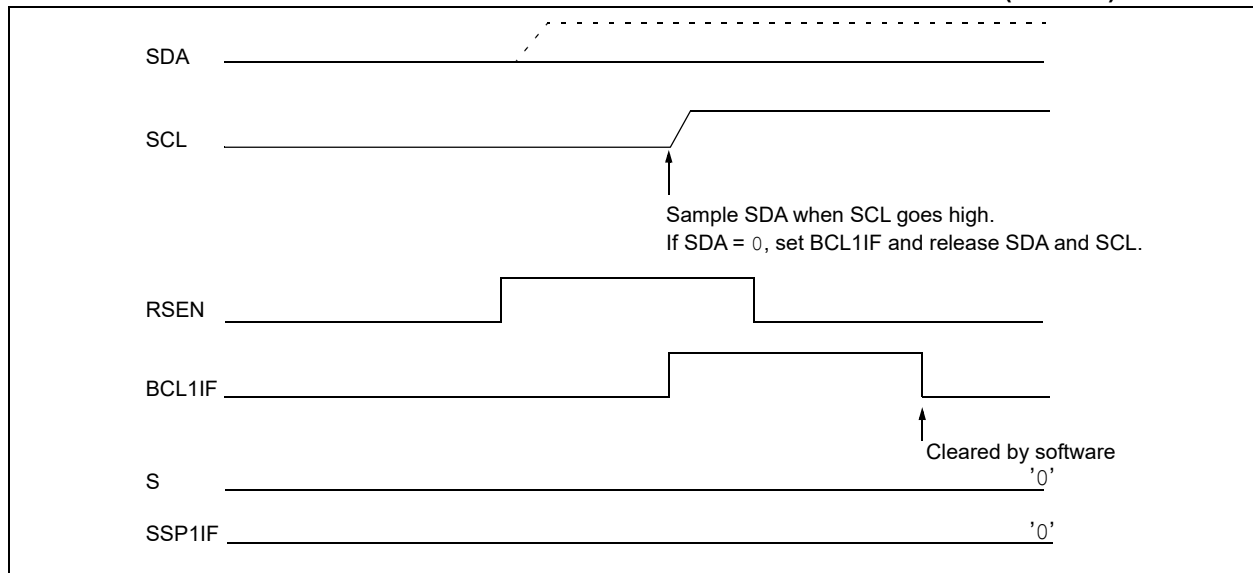 SDA
SCL
Sample SDA when SCL goes high.
If SDA = 0, set BCL1IF and release SDA and SCL.
RSEN
BCL1IF
Cleared by software
S
'0'
SSP1IF
'0'